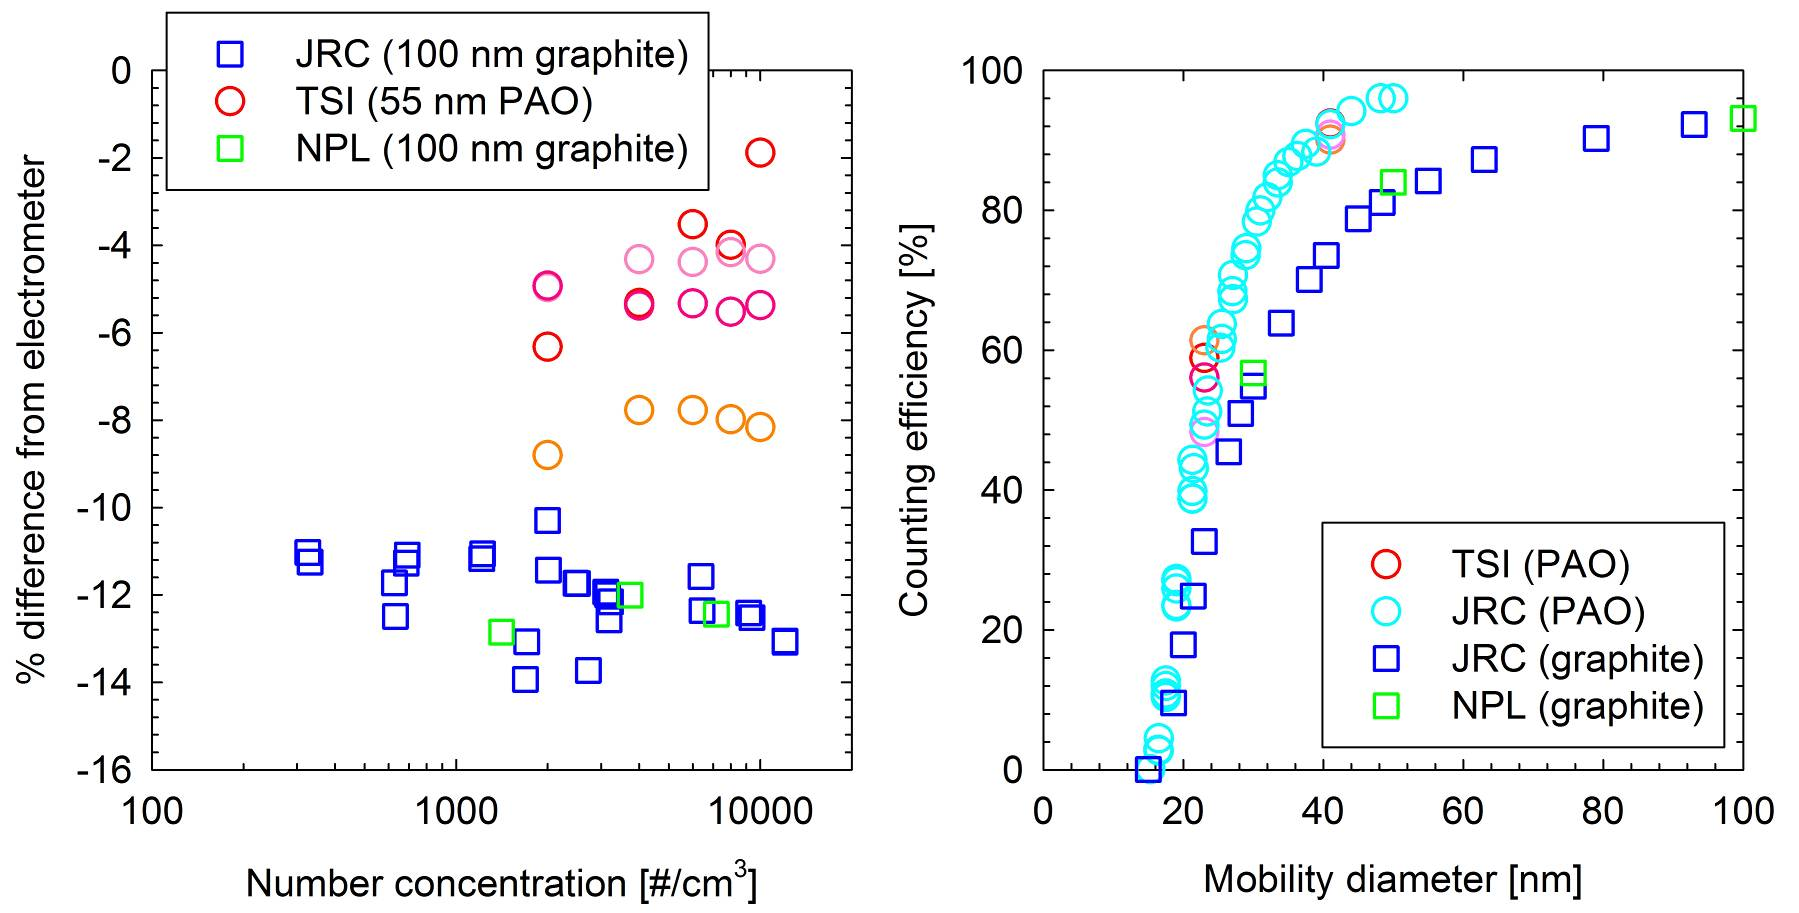 JRC (100 nm graphite)
TSI (55 nm PAO)
NPL (100 nm graphite)
0
-2
-4
-6
-8
-10
-12
-14
-16
% difference from electrometer
100
1000
10000
Number concentration [#/cm³]
100
80
60
40
20
0
Counting efficiency [%]
TSI (PAO)
JRC (PAO)
JRC (graphite)
NPL (graphite)
0
20
40
60
80
100
Mobility diameter [nm]